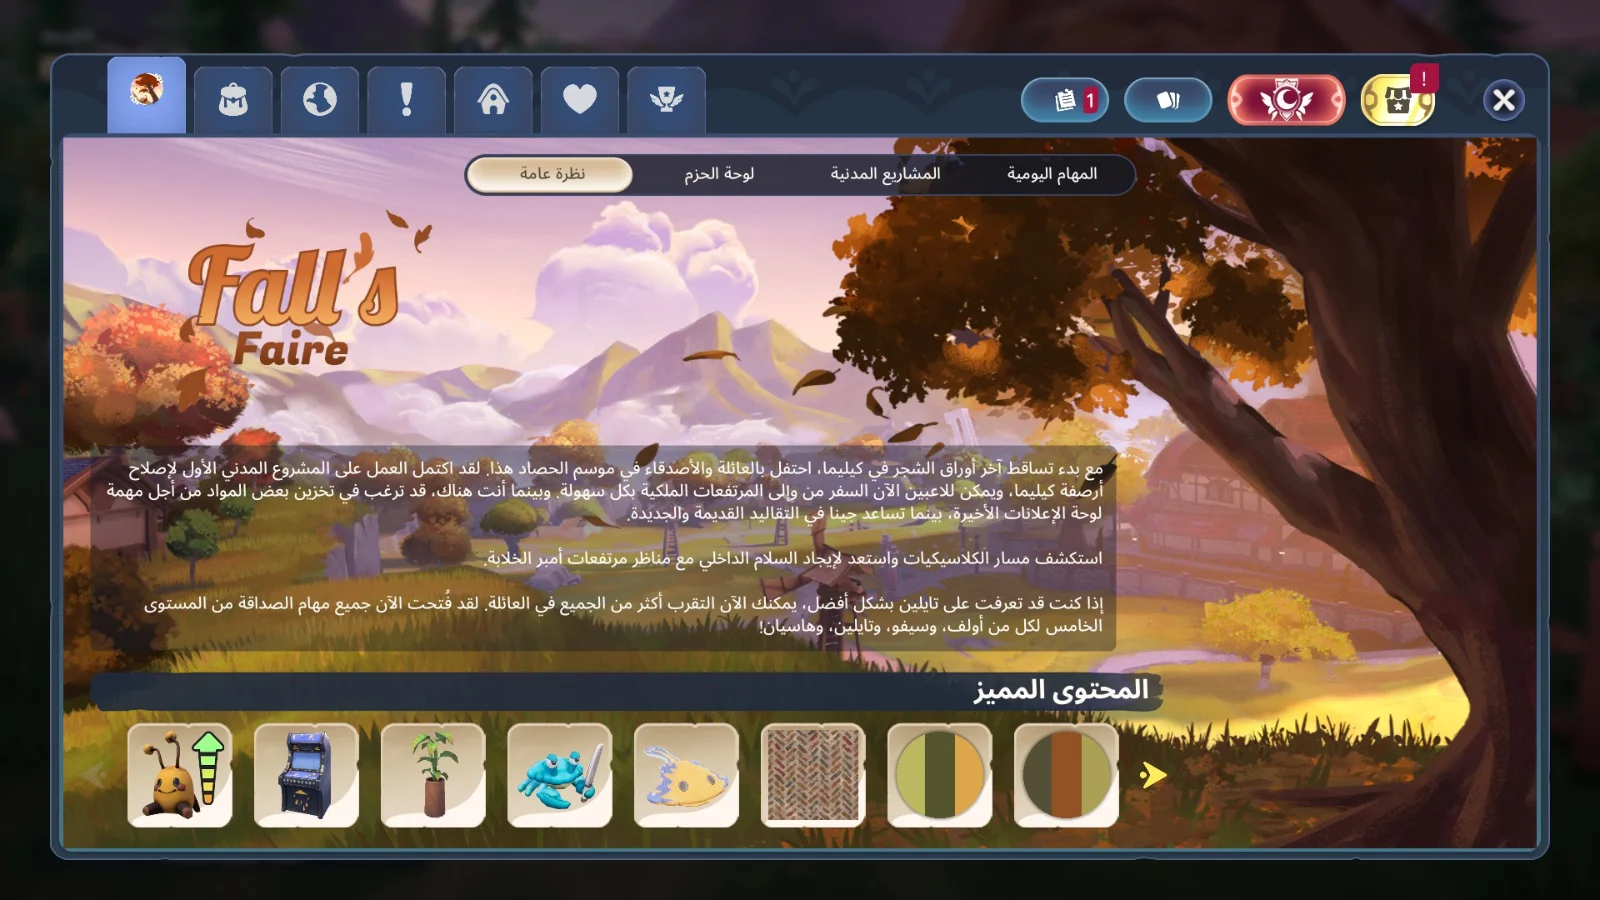 1
!
المهام اليومية
المشاريع المدنية
لوحة الحزم
نظرة عامة
Fall's
Faire
مع بدء تساقط آخر أوراق الشجر في كيليما، احتفل بالعائلة والأصدقاء في موسم الحصاد هذا. لقد اكتمل العمل على المشروع المدني الأول لإصلاح
أرصفة كيليما، ويمكن للاعبين الآن السفر من وإلى المرتفعات الملكية بكل سهولة. وبينما أنت هناك، قد ترغب في تخزين بعض المواد من أجل مهمة
لوحة الإعلانات الأخيرة، بينما تساعد جينا في التقاليد القديمة والجديدة.
استكشف مسار الكلاسيكيات واستعد لإيجاد السلام الداخلي مع مناظر مرتفعات أمبر الخلابة.
إذا كنت قد تعرفت على تايلين بشكل أفضل، يمكنك الآن التقرب أكثر من الجميع في العائلة. لقد فُتحت الآن جميع مهام الصداقة من المستوى
الخامس لكل من أولف، وسيفو، وتايلين، وهاسيان!
المحتوى المميز